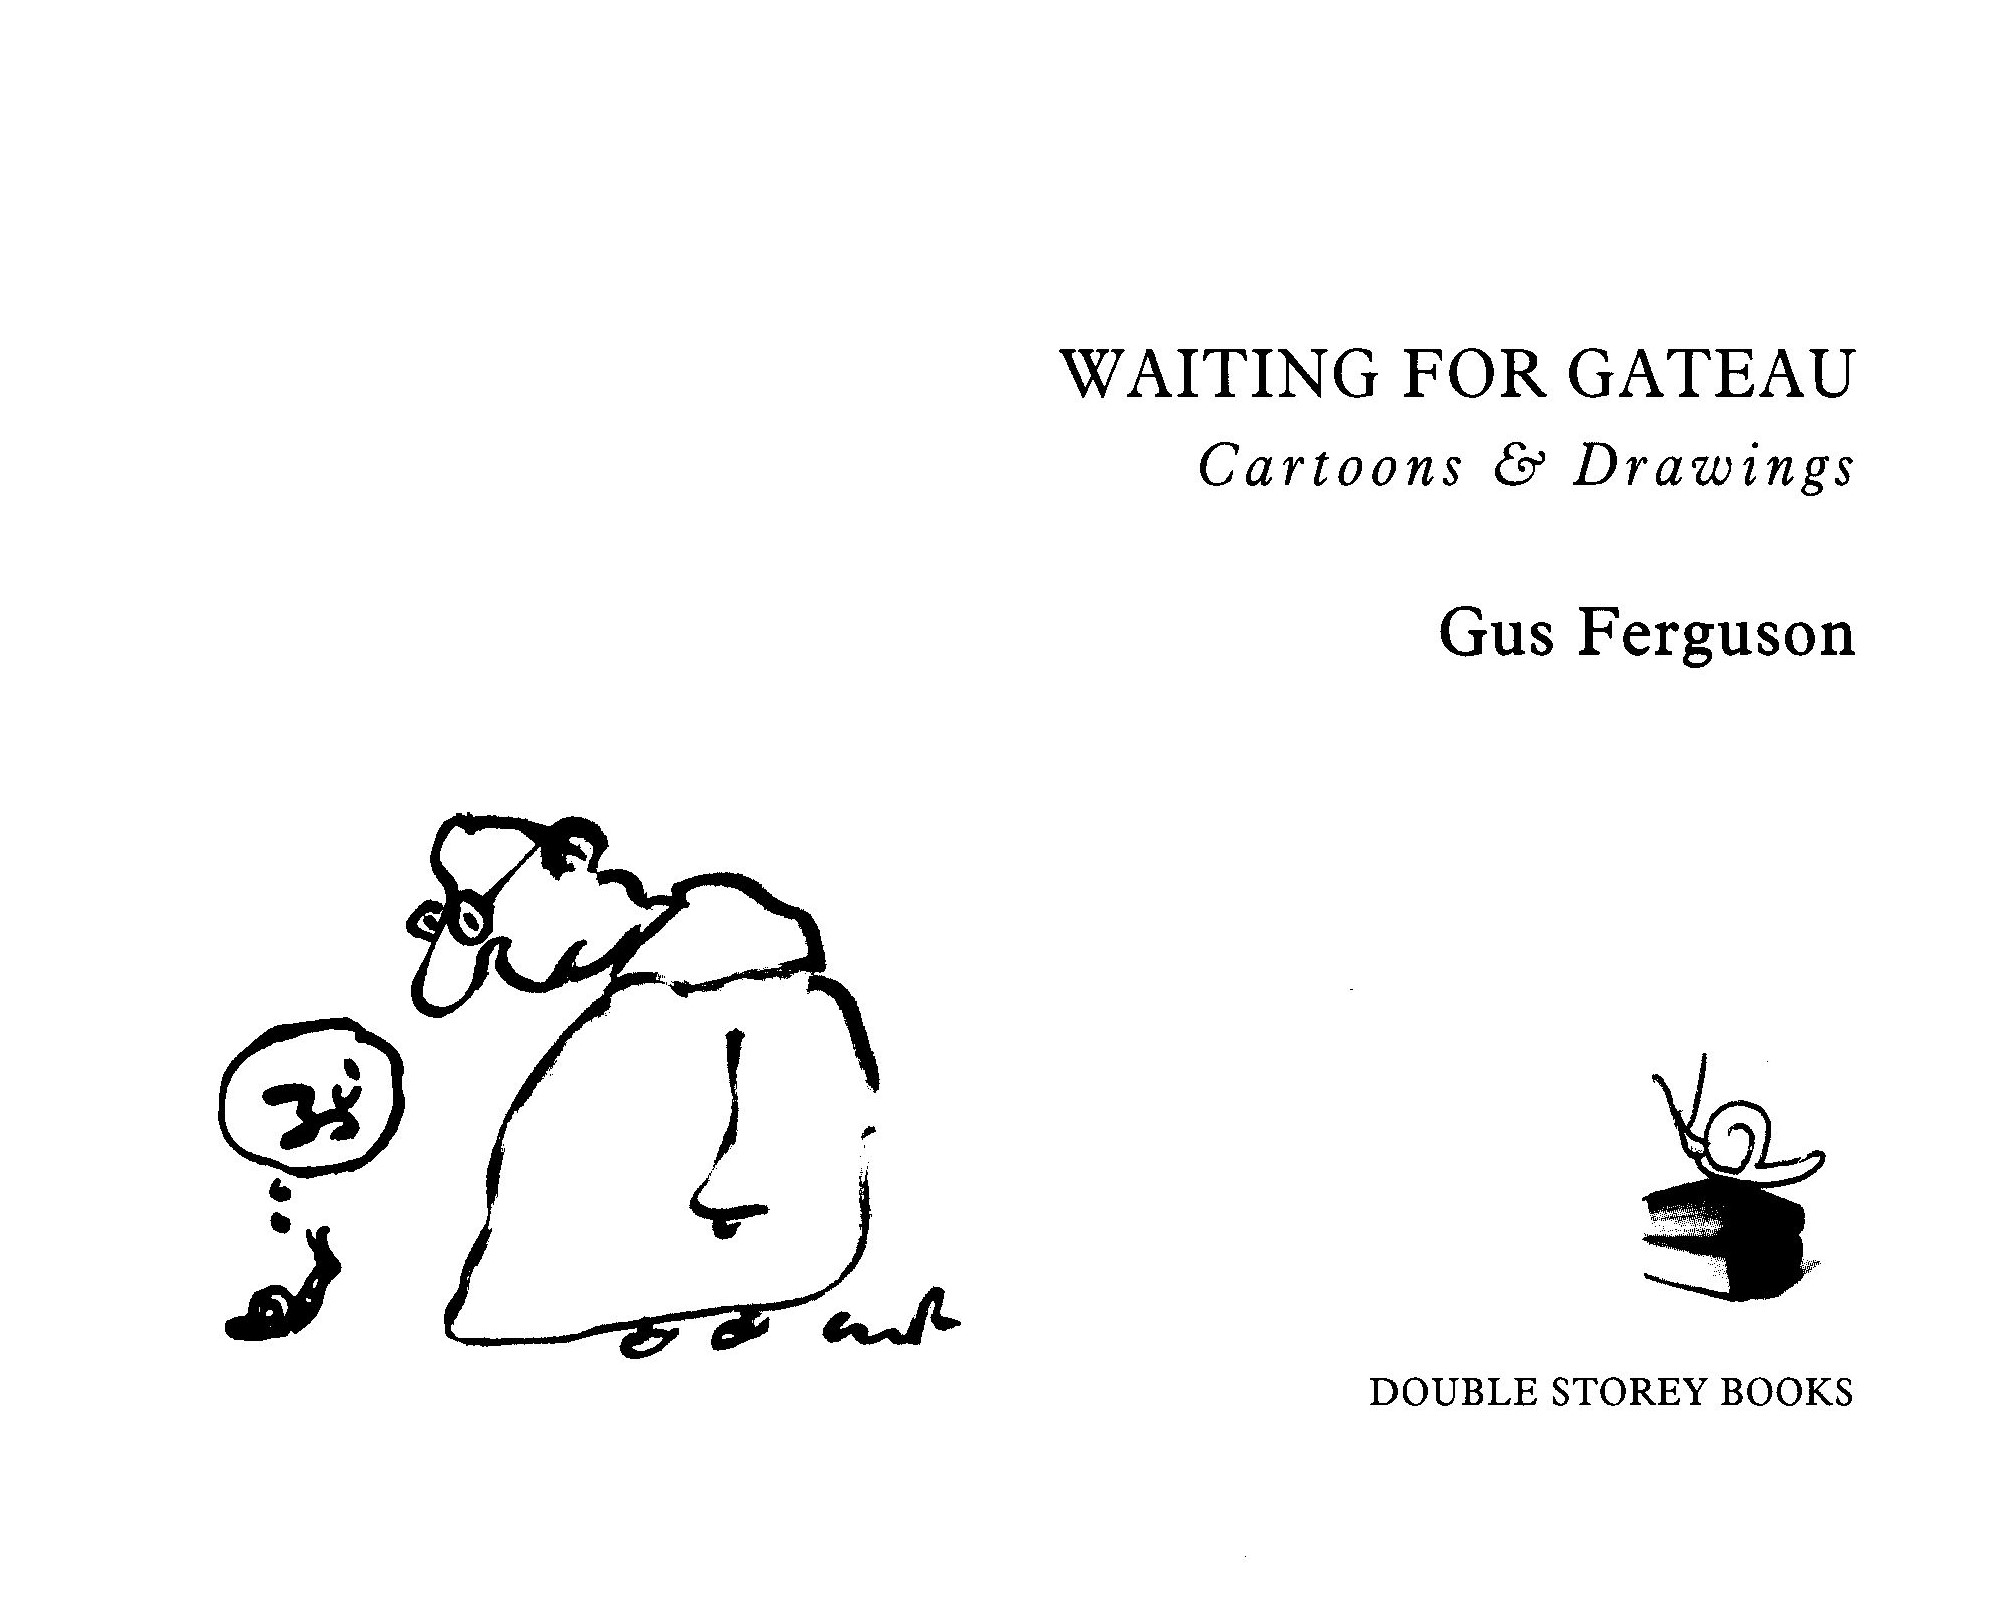 WAITING FOR GATEAU
Cartoons & Drawings
Gus Ferguson
DOUBLE STOREY BOOKS